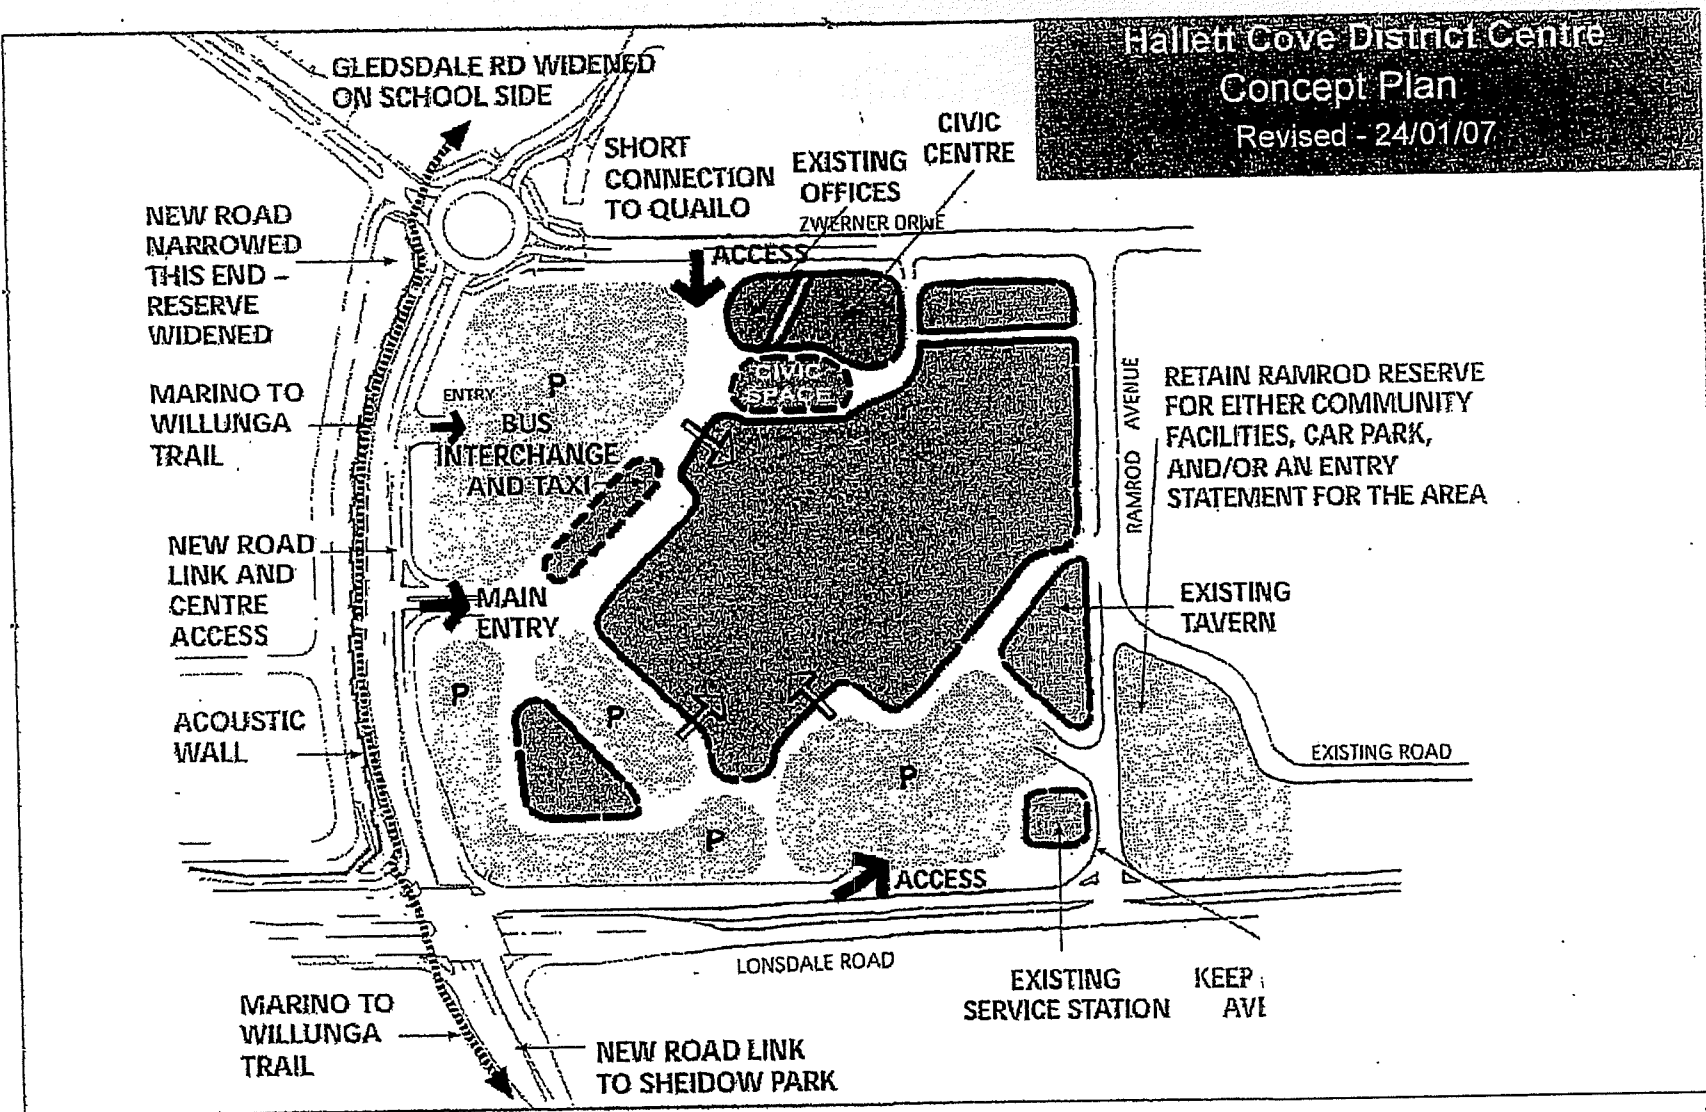 Hallett Cove District Centre
Concept Plan
Revised - 24/01/07
GLEDSDALE RD WIDENED
ON SCHOOL SIDE
CIVIC
CENTRE
SHORT
CONNECTION
TO QUAILO
EXISTING
OFFICES
ZWERNER DRIVE
ACCESS
NEW ROAD
NARROWED
THIS END –
RESERVE
WIDENED
CIVIC
SPACE
P
MARINO TO
WILLUNGA
TRAIL
ENTRY
BUS
INTERCHANGE
AND TAXI
RAMROD AVENUE
RETAIN RAMROD RESERVE
FOR EITHER COMMUNITY
FACILITIES, CAR PARK,
AND/OR AN ENTRY
STATEMENT FOR THE AREA
NEW ROAD
LINK AND
CENTRE
ACCESS
MAIN
ENTRY
EXISTING
TAVERN
P
P
ACOUSTIC
WALL
P
EXISTING ROAD
P
ACCESS
LONSDALE ROAD
EXISTING
SERVICE STATION
KEEP
AVE
MARINO TO
WILLUNGA
TRAIL
NEW ROAD LINK
TO SHEIDOW PARK